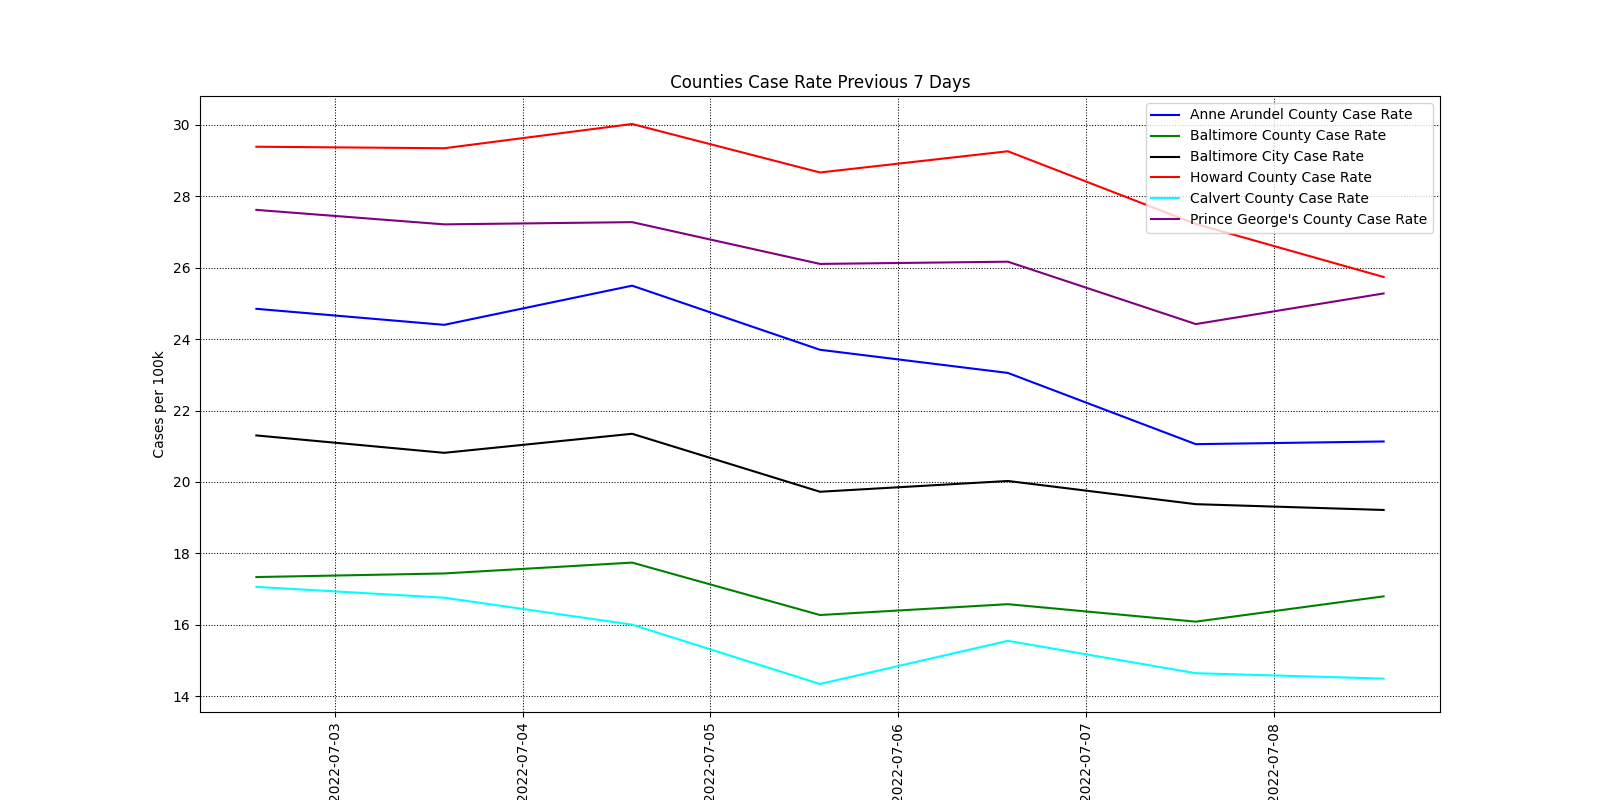 Counties Case Rate Previous 7 Days
Anne Arundel County Case Rate
Baltimore County Case Rate
Baltimore City Case Rate
Howard County Case Rate
Calvert County Case Rate
Prince George's County Case Rate
Cases per 100k
30
28
26
24
22
20
18
16
14
2022-07-03
2022-07-04
2022-07-05
2022-07-06
2022-07-07
2022-07-08